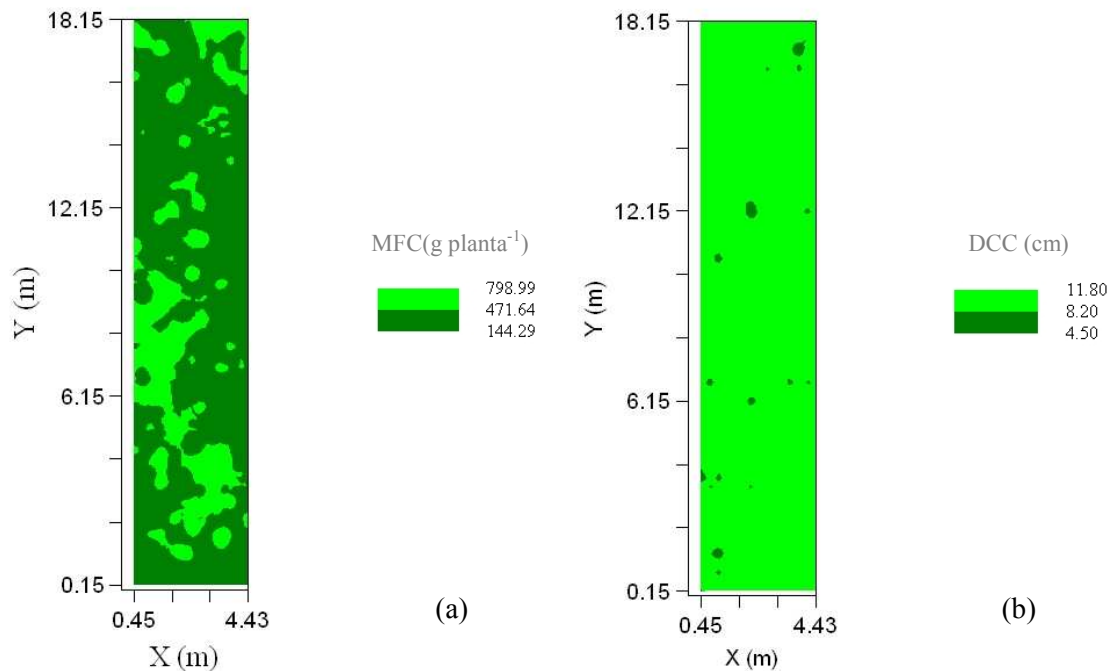 18.15
12.15
6.15
0.15
Y (m)
0.45 4.43
X (m)
MFC(g planta⁻¹)
798.99
471.64
144.29
(a)
18.15
12.15
6.15
0.15
Y (m)
0.45 4.43
X (m)
DCC (cm)
11.80
8.20
4.50
(b)